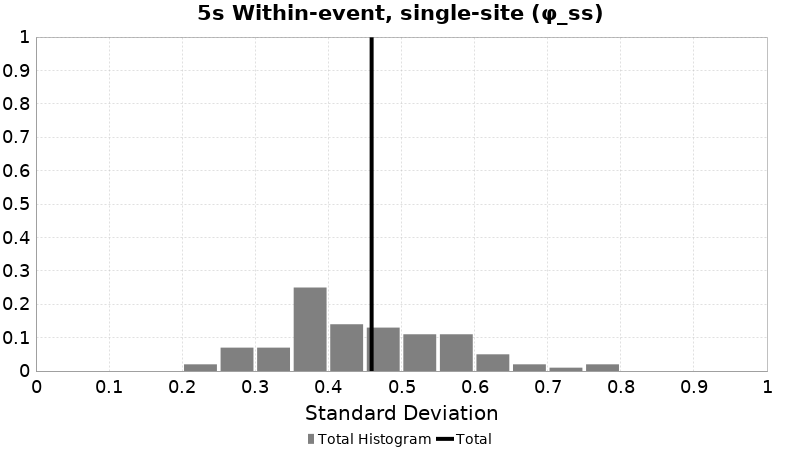 5s Within-event, single-site (φ_ss)
1
0.9
0.8
0.7
0.6
0.5
0.4
0.3
0.2
0.1
0
0 0.1 0.2 0.3 0.4 0.5 0.6 0.7 0.8 0.9 1
Standard Deviation
Total Histogram Total